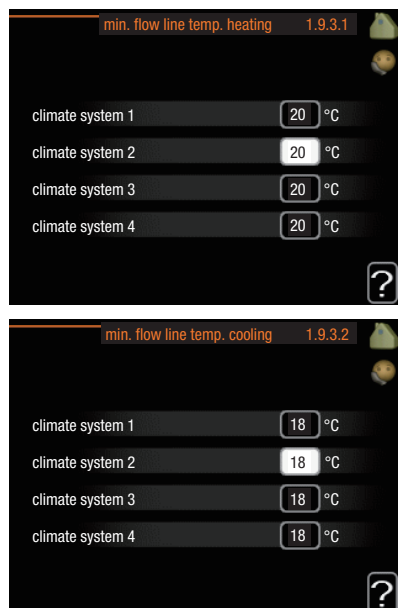 min. flow line temp. heating 1.9.3.1
climate system 1 20 °C
climate system 2 20 °C
climate system 3 20 °C
climate system 4 20 °C
?
min. flow line temp. cooling 1.9.3.2
climate system 1 18 °C
climate system 2 18 °C
climate system 3 18 °C
climate system 4 18 °C
?